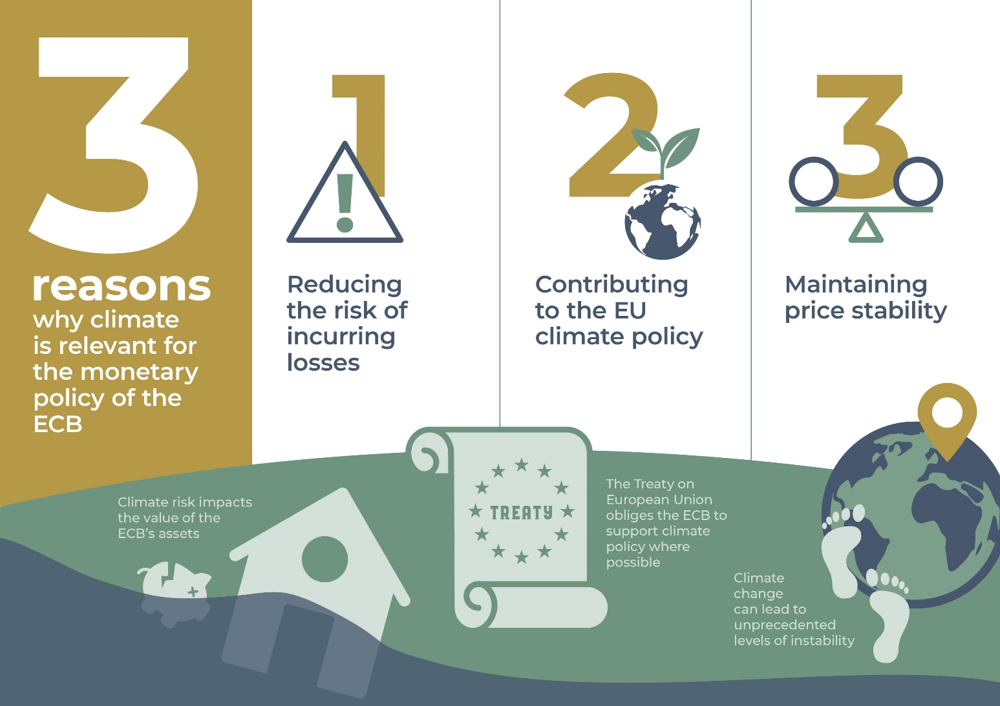 3
reasons
why climate
is relevant for
the monetary
policy of the
ECB
1
Reducing
the risk of
incurring
losses
2
Contributing
to the EU
climate policy
3
Maintaining
price stability
Climate risk impacts
the value of the
ECB's assets
TREATY
The Treaty on
European Union
obliges the ECB to
support climate
policy where
possible
Climate
change
can lead to
unprecedented
levels of instability